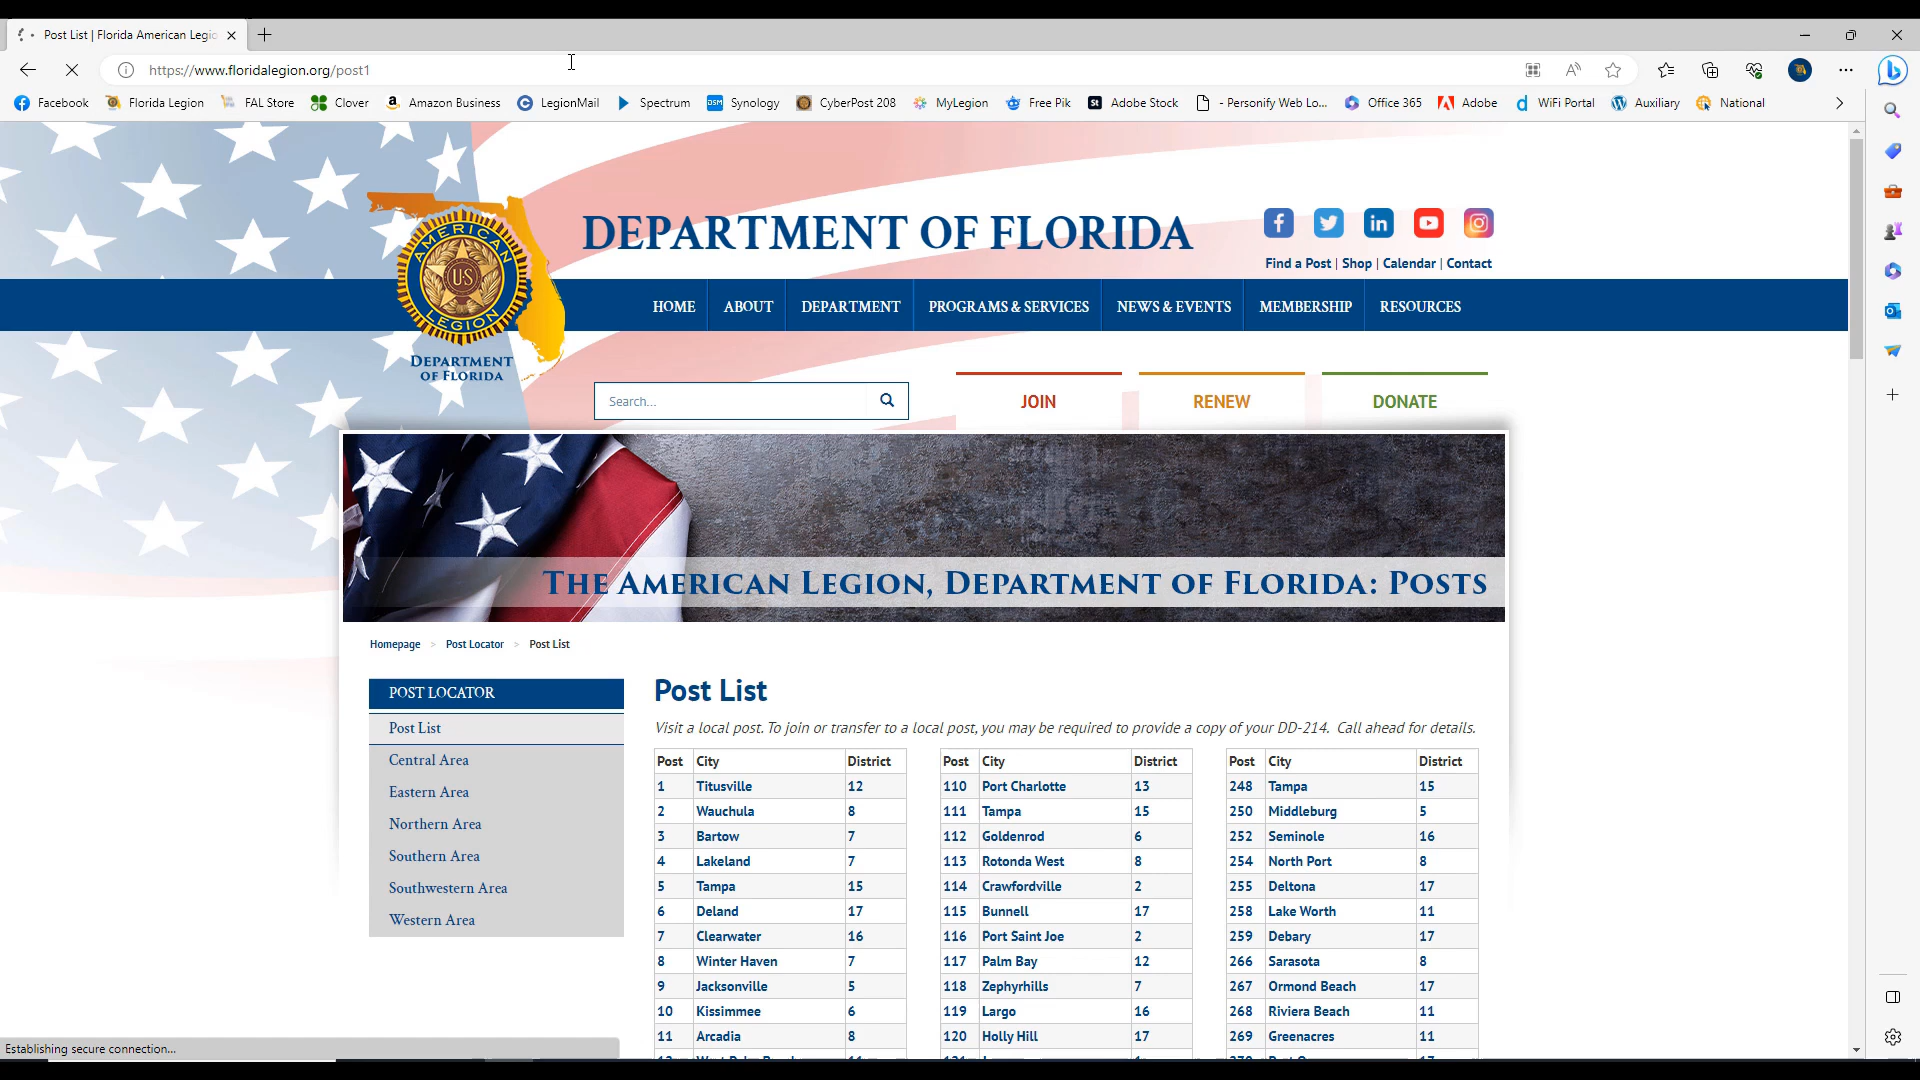 Post List | Florida American Legio
https://www.floridalegion.org/post1
Facebook Florida Legion FAL Store Clover Amazon Business LegionMail Spectrum Synology CyberPost 208 MyLegion Free Pik Adobe Stock - Personify Web Lo... Office 365 Adobe WiFi Portal Auxiliary National
AMERICAN
U.S
LEGION
DEPARTMENT
OF FLORIDA
DEPARTMENT OF FLORIDA
Find a Post | Shop | Calendar | Contact
HOME ABOUT DEPARTMENT PROGRAMS & SERVICES NEWS & EVENTS MEMBERSHIP RESOURCES
Search... JOIN RENEW DONATE
THE AMERICAN LEGION, DEPARTMENT OF FLORIDA: POSTS
Homepage > Post Locator > Post List
POST LOCATOR
Post List
Central Area
Eastern Area
Northern Area
Southern Area
Southwestern Area
Western Area
Post List
Visit a local post. To join or transfer to a local post, you may be required to provide a copy of your DD-214. Call ahead for details.
Post City District
1 Titusville 12
2 Wauchula 8
3 Bartow 7
4 Lakeland 7
5 Tampa 15
6 Deland 17
7 Clearwater 16
8 Winter Haven 7
9 Jacksonville 5
10 Kissimmee 6
11 Arcadia 8
Post City District
110 Port Charlotte 13
111 Tampa 15
112 Goldenrod 6
113 Rotonda West 8
114 Crawfordville 2
115 Bunnell 17
116 Port Saint Joe 2
117 Palm Bay 12
118 Zephyrhills 7
119 Largo 16
120 Holly Hill 17
Post City District
248 Tampa 15
250 Middleburg 5
252 Seminole 16
254 North Port 8
255 Deltona 17
258 Lake Worth 11
259 Debary 17
266 Sarasota 8
267 Ormond Beach 17
268 Riviera Beach 11
269 Greenacres 11
Establishing secure connection...